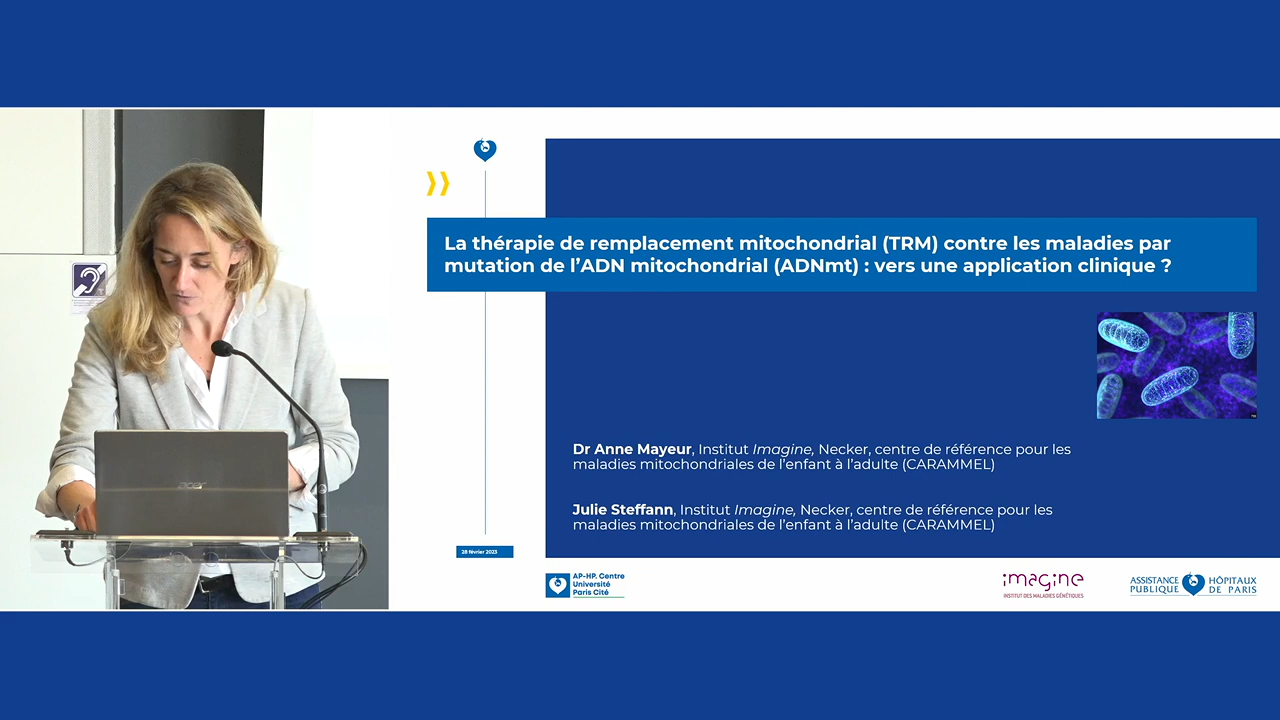 La thérapie de remplacement mitochondrial (TRM) contre les maladies par
mutation de l'ADN mitochondrial (ADNmt) : vers une application clinique ?
Dr Anne Mayeur, Institut Imagine, Necker, centre de référence pour les
maladies mitochondriales de l'enfant à l'adulte (CARAMMEL)
Julie Steffann, Institut Imagine, Necker, centre de référence pour les
maladies mitochondriales de l'enfant à l'adulte (CARAMMEL)
28 février 2023
AP-HP. Centre
Université
Paris Cité
imagine
INSTITUT DES MALADIES GÉNÉTIQUES
ASSISTANCE
PUBLIQUE
HÔPITAUX
DE PARIS
acer